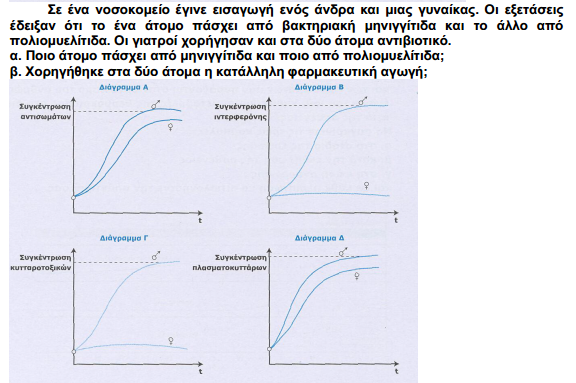 Σε ένα νοσοκομείο έγινε εισαγωγή ενός άνδρα και μιας γυναίκας. Οι εξετάσεις
έδειξαν ότι το ένα άτομο πάσχει από βακτηριακή μηνιγγίτιδα και το άλλο από
πολιομυελίτιδα. Οι γιατροί χορήγησαν και στα δύο άτομα αντιβιοτικό.
α. Ποιο άτομο πάσχει από μηνιγγίτιδα και ποιο από πολιομυελίτιδα;
β. Χορηγήθηκε στα δύο άτομα η κατάλληλη φαρμακευτική αγωγή;
Διάγραμμα Α
Συγκέντρωση
αντισωμάτων
♂
♀
t
Διάγραμμα Β
Συγκέντρωση
ιντερφερόνης
♂
♀
t
Διάγραμμα Γ
Συγκέντρωση
κυτταροτοξικών
♂
♀
t
Διάγραμμα Δ
Συγκέντρωση
πλασματοκυττάρων
♂
♀
t